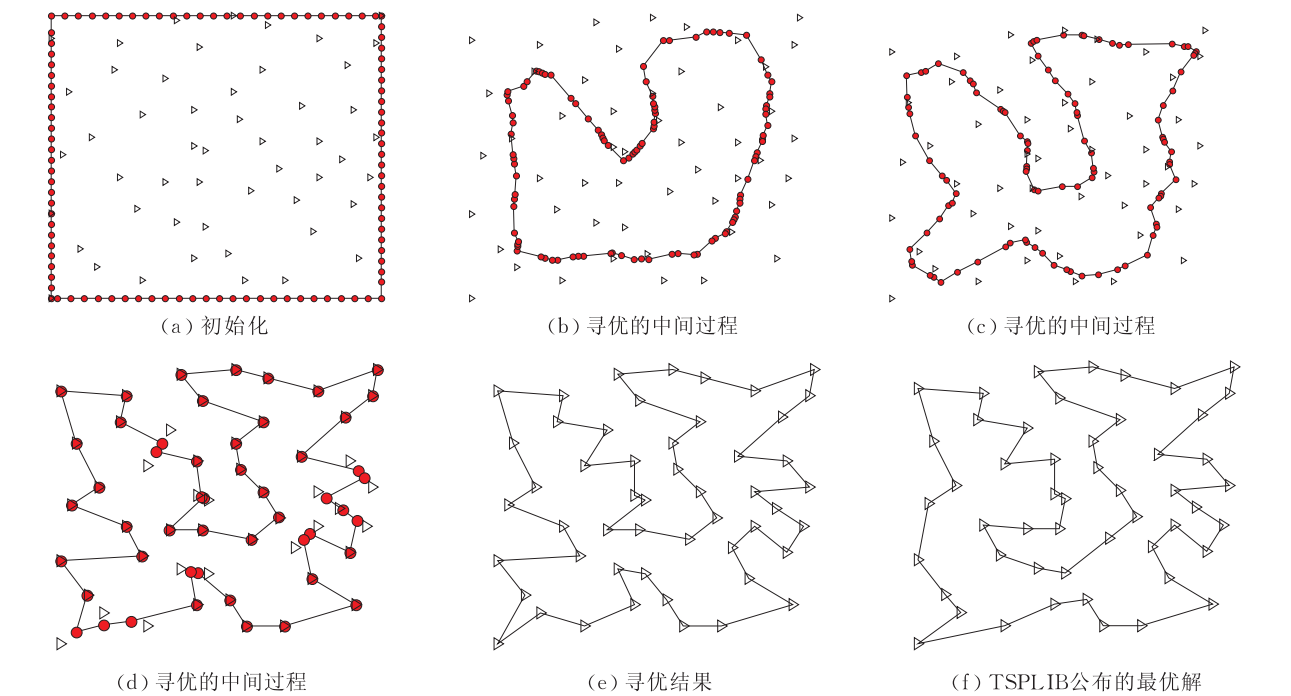 (a) 初始化
(b) 寻优的中间过程
(c) 寻优的中间过程
(d) 寻优的中间过程
(e) 寻优结果
(f) TSPLIB公布的最优解